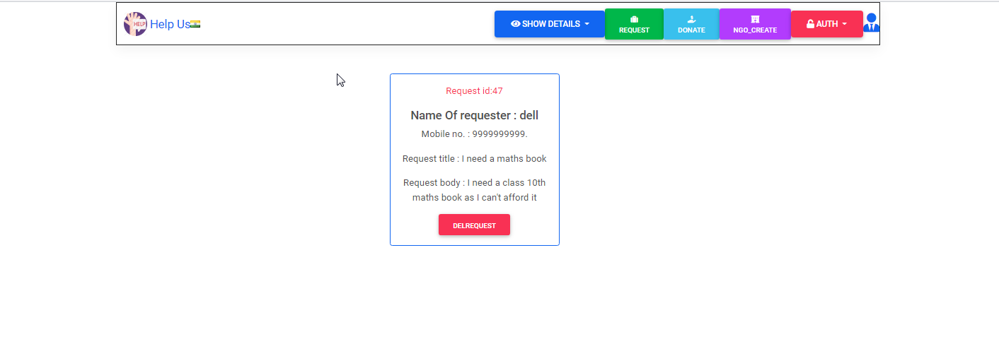 HELP
Help Us
SHOW DETAILS
REQUEST
DONATE
NGO_CREATE
AUTH
Request id:47
Name Of requester : dell
Mobile no. : 9999999999.
Request title : I need a maths book
Request body : I need a class 10th
maths book as I can't afford it
DELREQUEST